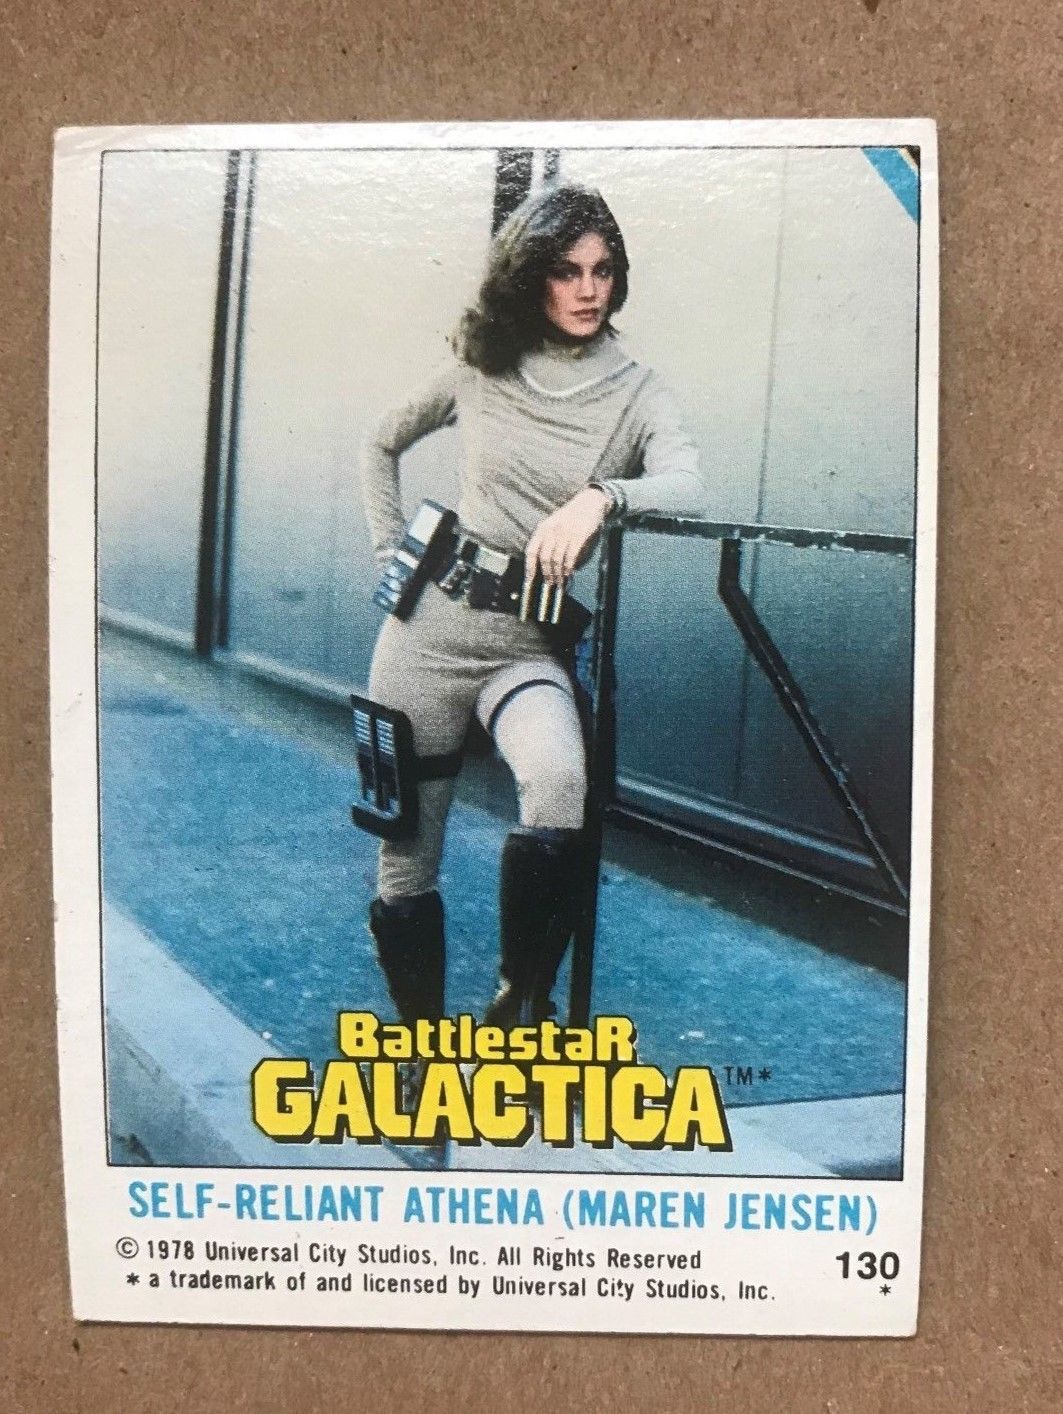 BattlestaR
GALACTICA TM*
SELF-RELIANT ATHENA (MAREN JENSEN)
© 1978 Universal City Studios, Inc. All Rights Reserved
* a trademark of and licensed by Universal City Studios, Inc.
130
*